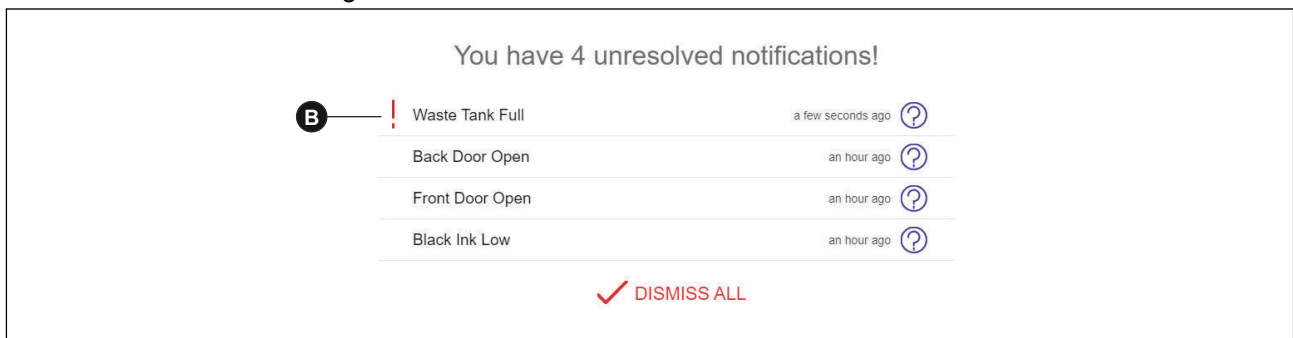 You have 4 unresolved notifications!
B
Waste Tank Full a few seconds ago ?
Back Door Open an hour ago ?
Front Door Open an hour ago ?
Black Ink Low an hour ago ?
DISMISS ALL